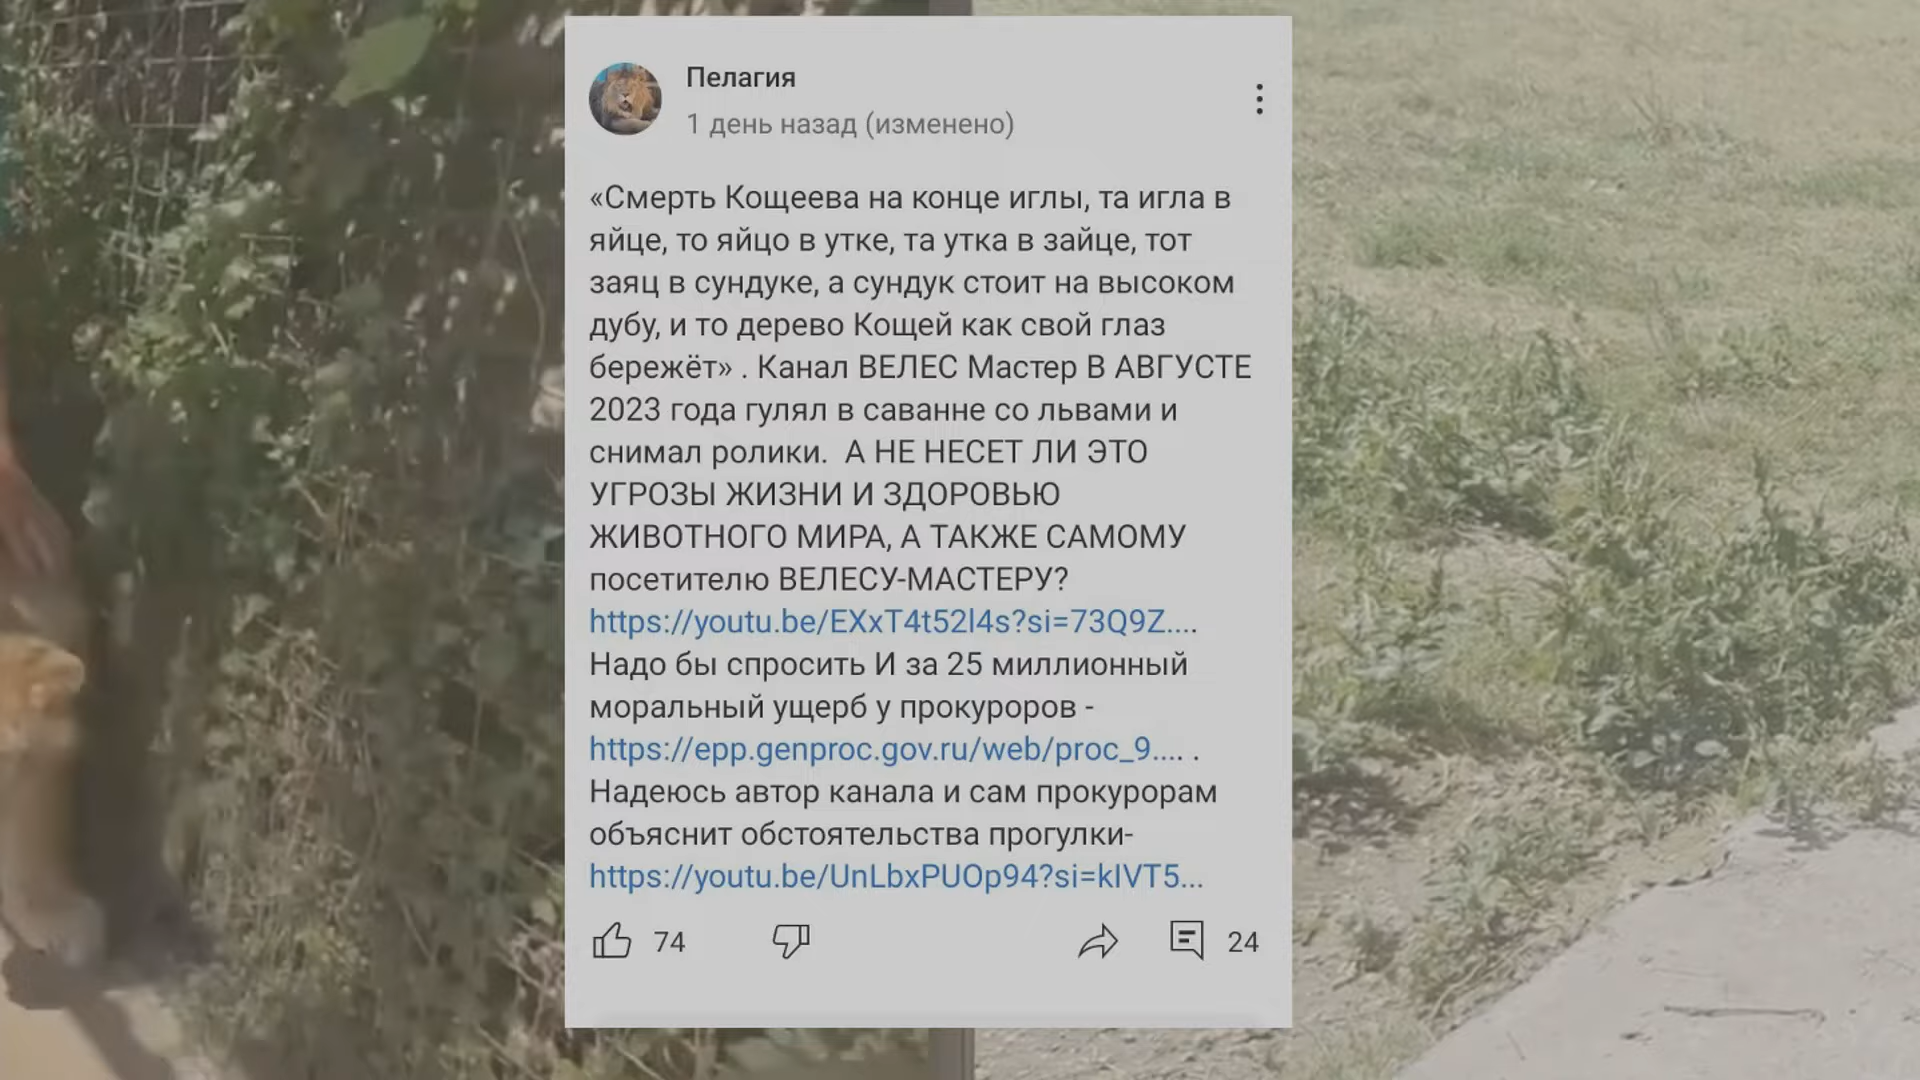 Пелагия
1 день назад (изменено)
«Смерть Кощеева на конце иглы, та игла в
яйце, то яйцо в утке, та утка в зайце, тот
заяц в сундуке, а сундук стоит на высоком
дубу, и то дерево Кощей как свой глаз
бережёт» . Канал ВЕЛЕС Мастер В АВГУСТЕ
2023 года гулял в саванне со львами и
снимал ролики.  А НЕ НЕСЕТ ЛИ ЭТО
УГРОЗЫ ЖИЗНИ И ЗДОРОВЬЮ
ЖИВОТНОГО МИРА, А ТАКЖЕ САМОМУ
посетителю ВЕЛЕСУ-МАСТЕРУ?
https://youtu.be/EXxT4t52l4s?si=73Q9Z....
Надо бы спросить И за 25 миллионный
моральный ущерб у прокуроров -
https://epp.genproc.gov.ru/web/proc_9.... .
Надеюсь автор канала и сам прокурорам
объяснит обстоятельства прогулки-
https://youtu.be/UnLbxPUOp94?si=kIVT5...
74
24